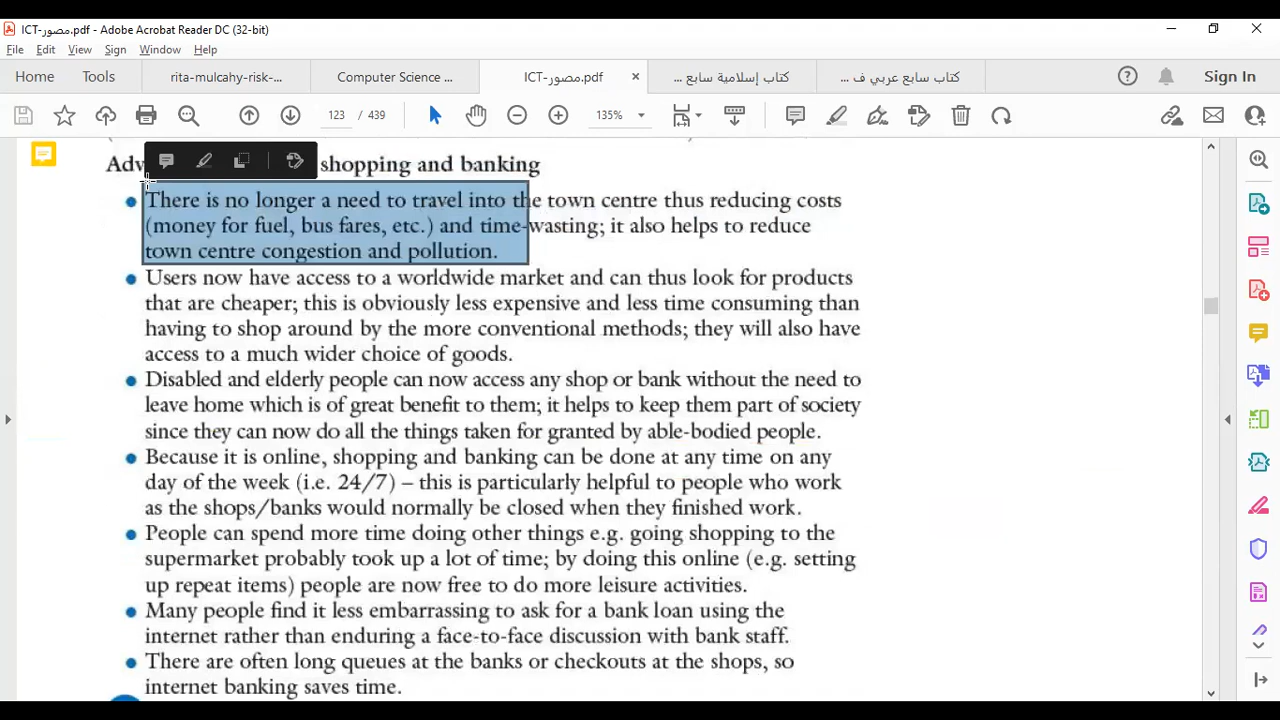 ICT-مصور.pdf - Adobe Acrobat Reader DC (32-bit)
File Edit View Sign Window Help
Home Tools rita-mulcahy-risk-... Computer Science ... ICT-مصور.pdf × كتاب إسلامية سابع ... كتاب سابع عربي ف ... Sign In
123 / 439 135%
Adv shopping and banking
There is no longer a need to travel into the town centre thus reducing costs
(money for fuel, bus fares, etc.) and time-wasting; it also helps to reduce
town centre congestion and pollution.
Users now have access to a worldwide market and can thus look for products
that are cheaper; this is obviously less expensive and less time consuming than
having to shop around by the more conventional methods; they will also have
access to a much wider choice of goods.
Disabled and elderly people can now access any shop or bank without the need to
leave home which is of great benefit to them; it helps to keep them part of society
since they can now do all the things taken for granted by able-bodied people.
Because it is online, shopping and banking can be done at any time on any
day of the week (i.e. 24/7) – this is particularly helpful to people who work
as the shops/banks would normally be closed when they finished work.
People can spend more time doing other things e.g. going shopping to the
supermarket probably took up a lot of time; by doing this online (e.g. setting
up repeat items) people are now free to do more leisure activities.
Many people find it less embarrassing to ask for a bank loan using the
internet rather than enduring a face-to-face discussion with bank staff.
There are often long queues at the banks or checkouts at the shops, so
internet banking saves time.